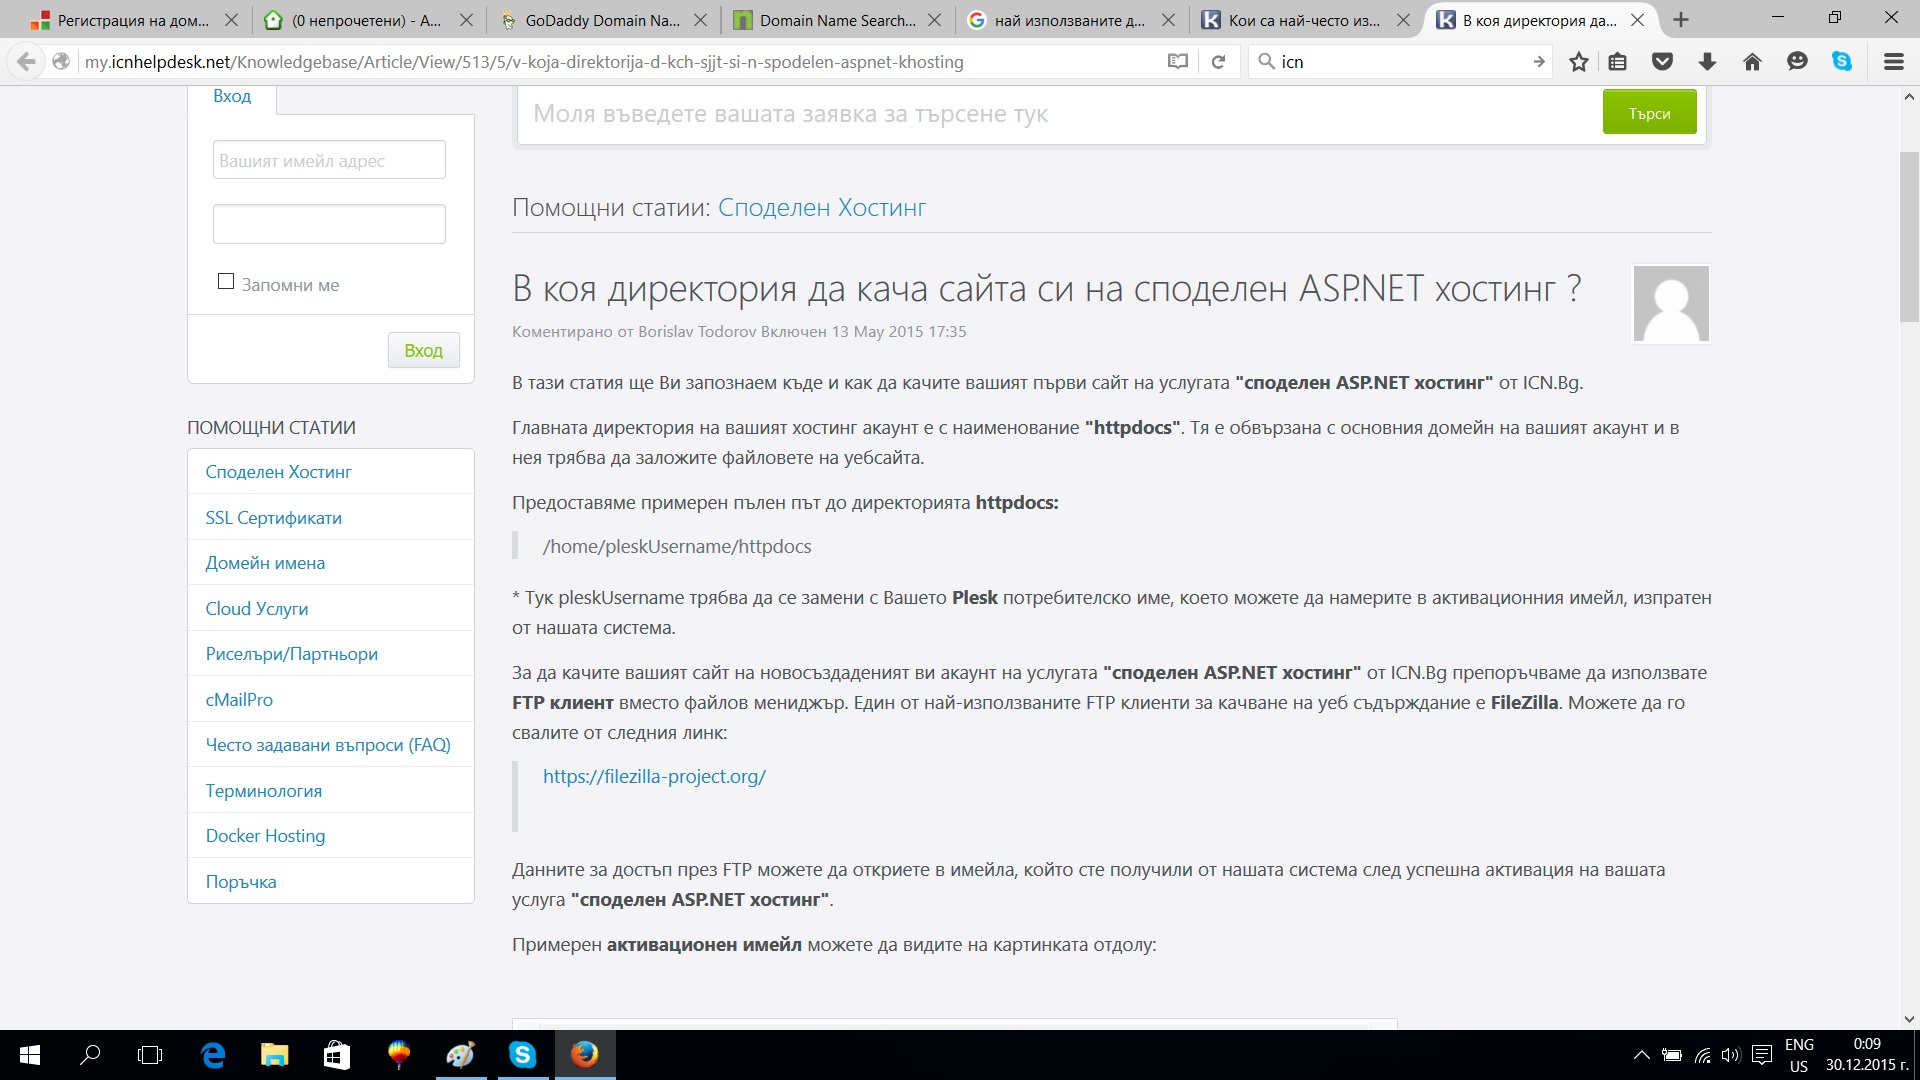 Регистрация на дом...
(0 непрочетени) - A...
GoDaddy Domain Na...
Domain Name Search...
най използваните д...
Кои са най-често из...
В коя директория да...
my.icnhelpdesk.net/Knowledgebase/Article/View/513/5/v-koja-direktorija-d-kch-sjjt-si-n-spodelen-aspnet-khosting
icn
Вход
Вашият имейл адрес
Запомни ме
Вход
ПОМОЩНИ СТАТИИ
Споделен Хостинг
SSL Сертификати
Домейн имена
Cloud Услуги
Риселъри/Партньори
cMailPro
Често задавани въпроси (FAQ)
Терминология
Docker Hosting
Поръчка
Моля въведете вашата заявка за търсене тук
Търси
Помощни статии: Споделен Хостинг
В коя директория да кача сайта си на споделен ASP.NET хостинг ?
Коментирано от Borislav Todorov Включен 13 May 2015 17:35
В тази статия ще Ви запознаем къде и как да качите вашият първи сайт на услугата "споделен ASP.NET хостинг" от ICN.Bg.
Главната директория на вашият хостинг акаунт е с наименование "httpdocs". Тя е обвързана с основния домейн на вашият акаунт и в
нея трябва да заложите файловете на уебсайта.
Предоставяме примерен пълен път до директорията httpdocs:
/home/pleskUsername/httpdocs
* Тук pleskUsername трябва да се замени с Вашето Plesk потребителско име, което можете да намерите в активационния имейл, изпратен
от нашата система.
За да качите вашият сайт на новосъздаденият ви акаунт на услугата "споделен ASP.NET хостинг" от ICN.Bg препоръчваме да използвате
FTP клиент вместо файлов мениджър. Един от най-използваните FTP клиенти за качване на уеб съдържание е FileZilla. Можете да го
свалите от следния линк:
https://filezilla-project.org/
Данните за достъп през FTP можете да откриете в имейла, който сте получили от нашата система след успешна активация на вашата
услуга "споделен ASP.NET хостинг".
Примерен активационен имейл можете да видите на картинката отдолу:
ENG
US
0:09
30.12.2015 г.